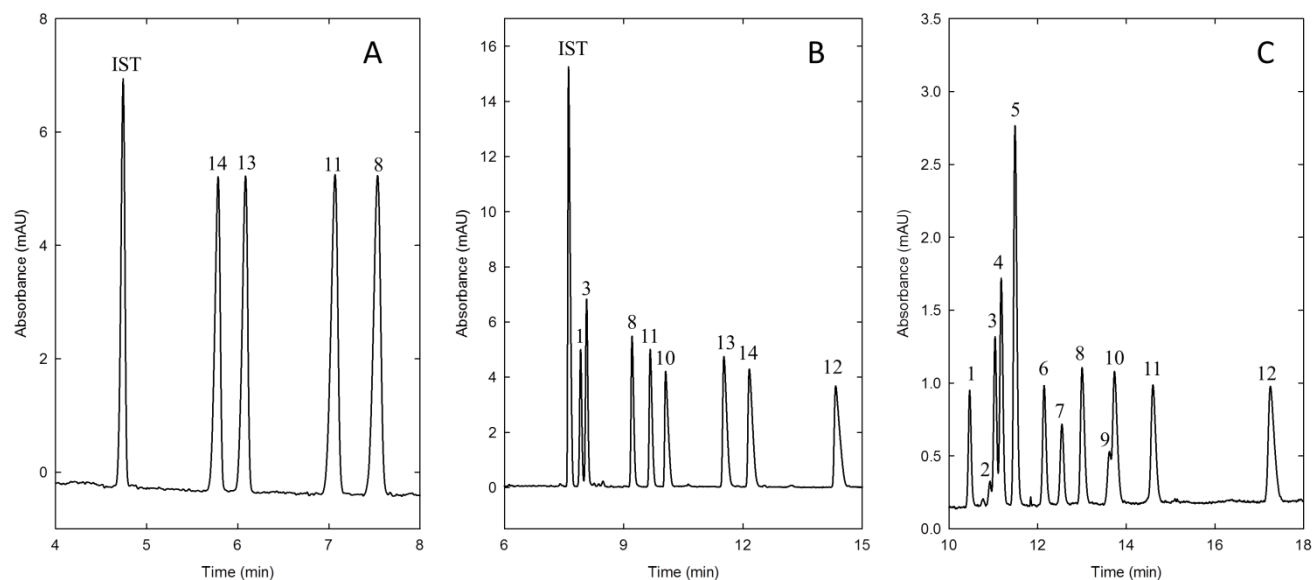 A
IST
14 13 11 8
8
6
4
2
0
Absorbance (mAU)
4 5 6 7 8
Time (min)
B
IST
3
1
8 11 10
13 14
12
16
14
12
10
8
6
4
2
0
Absorbance (mAU)
6 9 12 15
Time (min)
C
5
4
3
1
2
6
7
8
9
10
11
12
3.5
3.0
2.5
2.0
1.5
1.0
0.5
0.0
Absorbance (mAU)
10 12 14 16 18
Time (min)